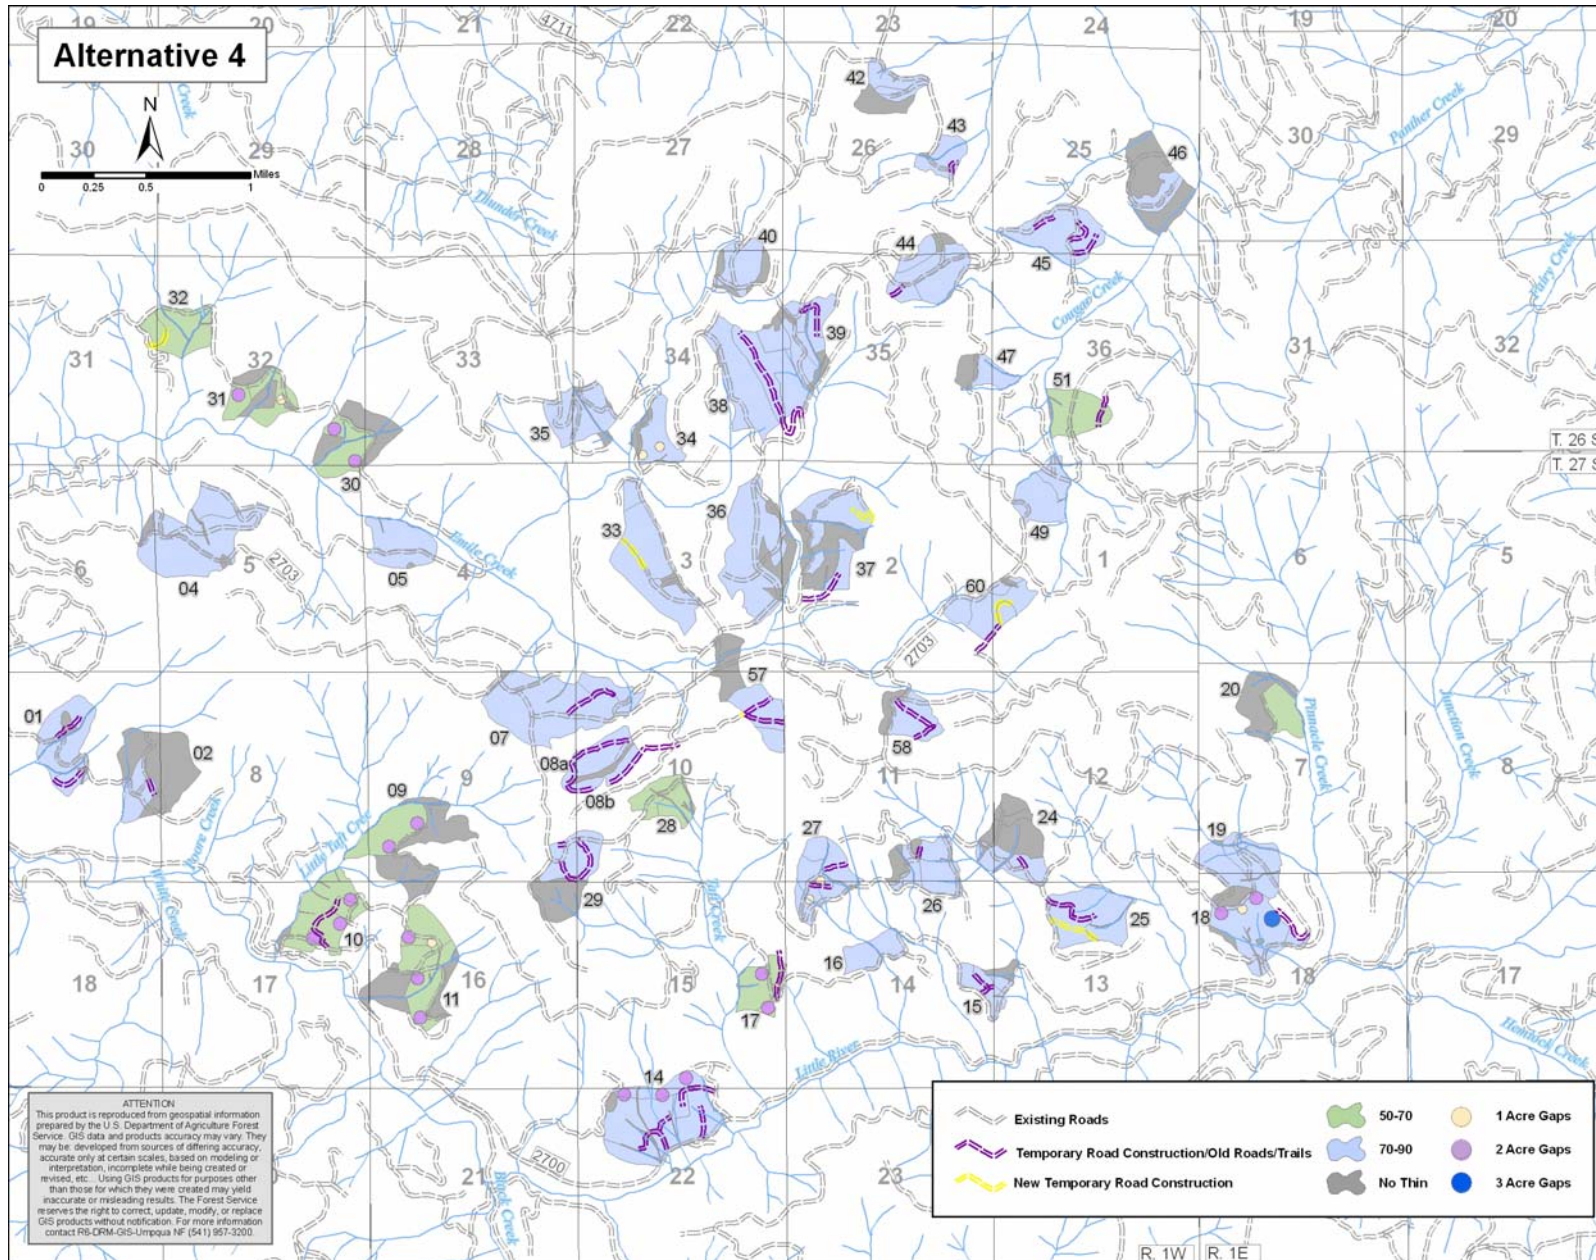 19
20
21
22
23
24
19
20
4711
Alternative 4
Creek
N
0 0.25 0.5 1 Miles
42
43
46
30
29
28
27
26
25
30
29
Panther Creek
Thunder Creek
40
44
45
Fairy Creek
Cougar Creek
32
31
32
33
34
35
36
31
32
39
47
51
31
38
35
34
30
T. 26 S
T. 27 S
36
33
49
Emile Creek
6
5
2703
4
3
2
1
6
5
04
05
37
60
2703
57
20
01
02
07
58
Pinnacle Creek
Junction Creek
8
9
10
11
12
7
8
08a
08b
09
28
27
24
19
Little Taft Cree
White Creek
29
26
25
18
Taft Creek
10
16
18
17
16
15
14
13
18
17
11
17
15
Hemlock Creek
Little River
14
2700
21
22
23
Black Creek
ATTENTION
This product is reproduced from geospatial information
prepared by the U.S. Department of Agriculture Forest
Service. GIS data and products accuracy may vary. They
may be: developed from sources of differing accuracy,
accurate only at certain scales, based on modeling or
interpretation, incomplete while being created or
revised, etc... Using GIS products for purposes other
than those for which they were created may yield
inaccurate or misleading results. The Forest Service
reserves the right to correct, update, modify, or replace
GIS products without notification. For more information
contact R6-DRM-GIS-Umpqua NF (541) 957-3200.
Existing Roads
Temporary Road Construction/Old Roads/Trails
New Temporary Road Construction
50-70
70-90
No Thin
1 Acre Gaps
2 Acre Gaps
3 Acre Gaps
R. 1W
R. 1E